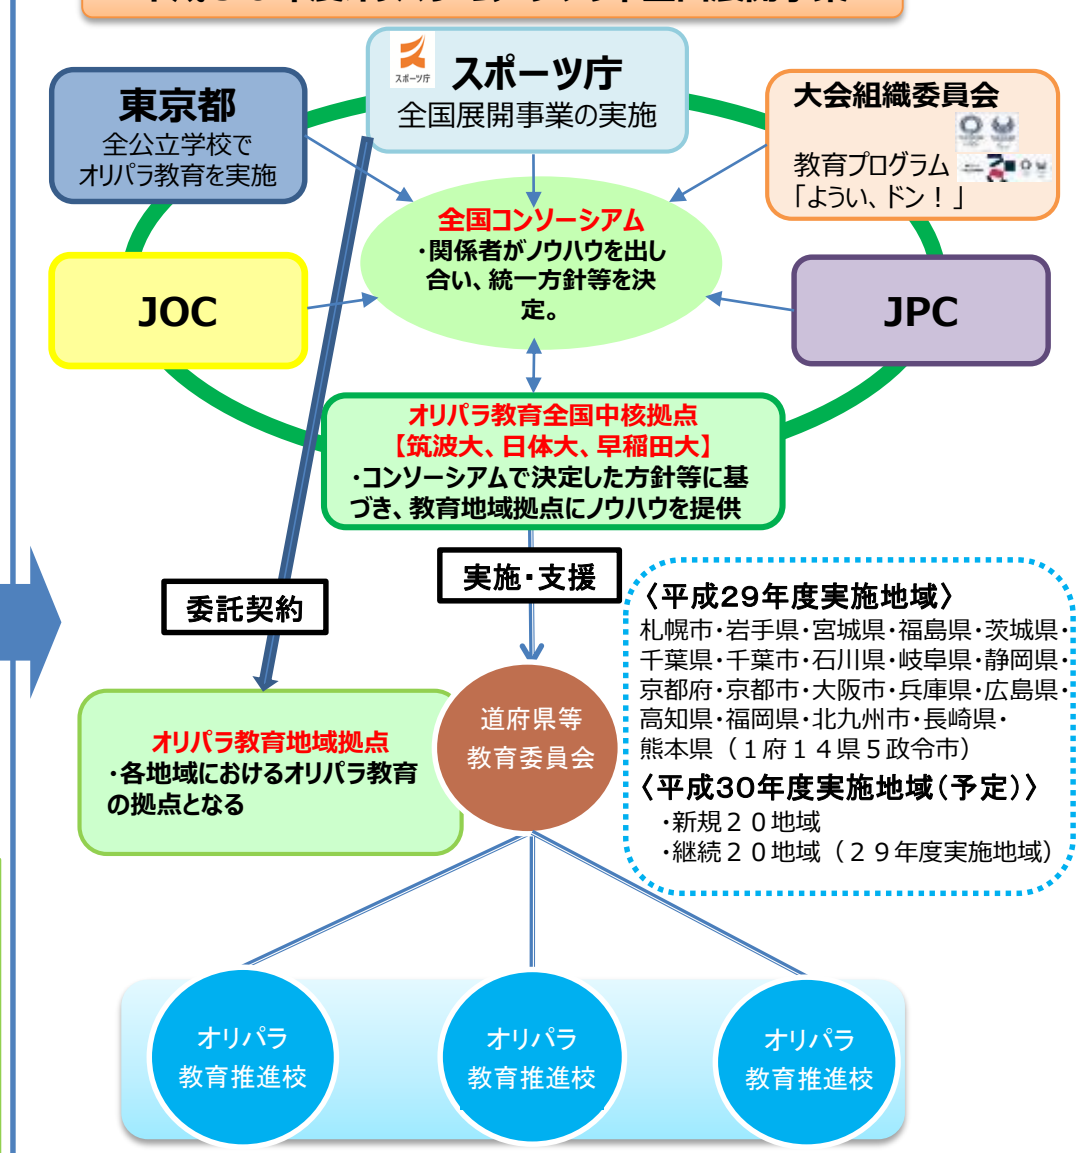 スポーツ庁
スポーツ庁
全国展開事業の実施
東京都
全公立学校で
オリパラ教育を実施
大会組織委員会
教育プログラム
「ようい、ドン！」
全国コンソーシアム
・関係者がノウハウを出し
合い、統一方針等を決
定。
JOC
JPC
オリパラ教育全国中核拠点
【筑波大、日体大、早稲田大】
・コンソーシアムで決定した方針等に基
づき、教育地域拠点にノウハウを提供
実施・支援
委託契約
〈平成29年度実施地域〉
札幌市・岩手県・宮城県・福島県・茨城県・
千葉県・千葉市・石川県・岐阜県・静岡県・
京都府・京都市・大阪市・兵庫県・広島県・
高知県・福岡県・北九州市・長崎県・
熊本県（１府１４県５政令市）
〈平成30年度実施地域（予定）〉
・新規２０地域
・継続２０地域（２９年度実施地域）
オリパラ教育地域拠点
・各地域におけるオリパラ教育
の拠点となる
道府県等
教育委員会
オリパラ
教育推進校
オリパラ
教育推進校
オリパラ
教育推進校